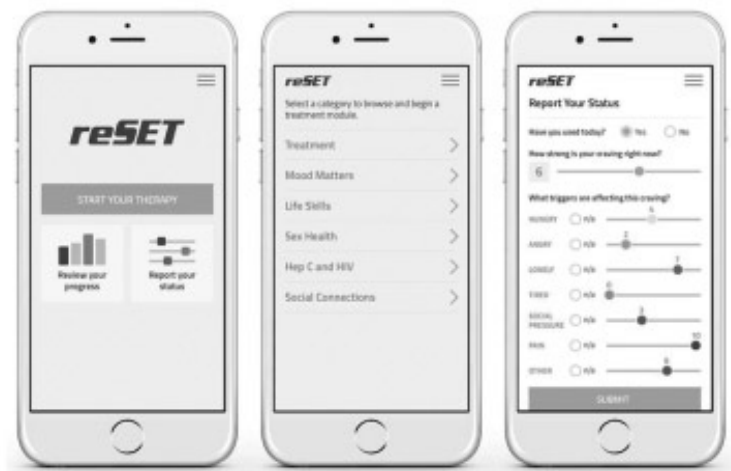 reSET
START YOUR THERAPY
Review your
progress
Report your
status
reSET
Select a category to browse and begin a
treatment module.
Treatment
Mood Matters
Life Skills
Sex Health
Hep C and HIV
Social Connections
reSET
Report Your Status
Have you used today? Yes No
How strong is your craving right now?
6
What triggers are affecting this craving?
HUNGRY n/a 5
ANGRY n/a 2
LONELY n/a 7
TIRED n/a 0
SOCIAL
PRESSURE n/a 3
PAIN n/a 10
OTHER n/a 6
SUBMIT